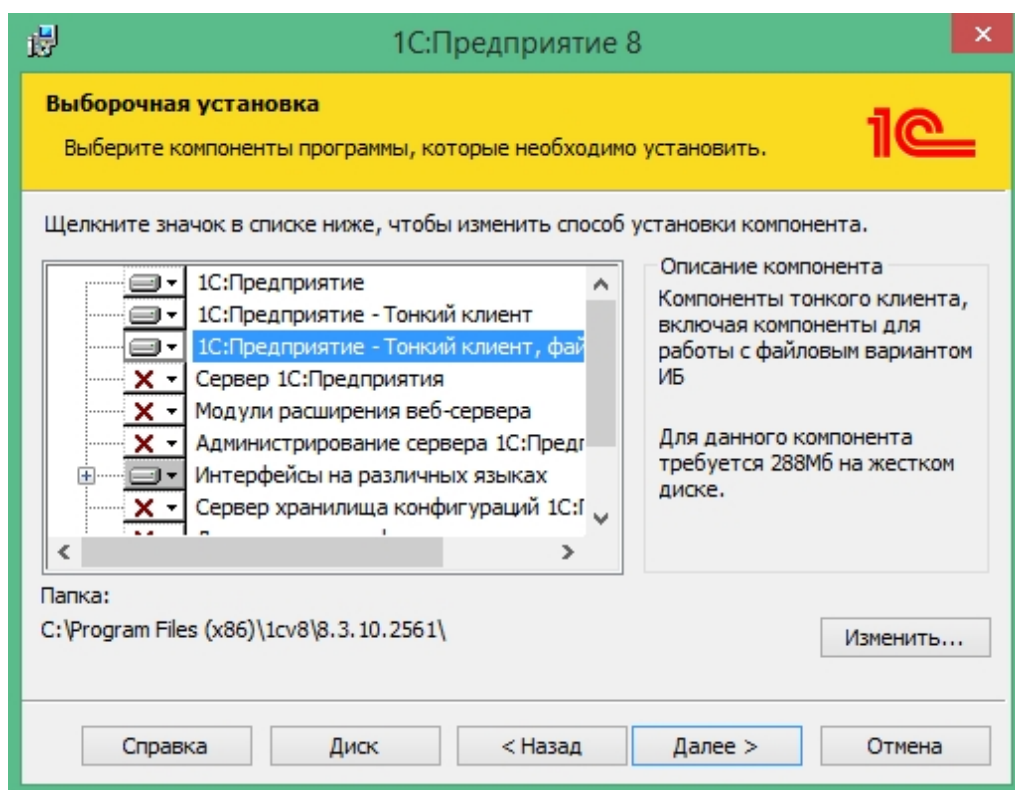 1С:Предприятие 8
Выборочная установка
Выберите компоненты программы, которые необходимо установить.
1С
Щелкните значок в списке ниже, чтобы изменить способ установки компонента.
1С:Предприятие
1С:Предприятие - Тонкий клиент
1С:Предприятие - Тонкий клиент, фай
Сервер 1С:Предприятия
Модули расширения веб-сервера
Администрирование сервера 1С:Предп
Интерфейсы на различных языках
Сервер хранилища конфигураций 1С:П
Описание компонента
Компоненты тонкого клиента,
включая компоненты для
работы с файловым вариантом
ИБ
Для данного компонента
требуется 288Мб на жестком
диске.
Папка:
C:\Program Files (x86)\1cv8\8.3.10.2561\
Изменить...
Справка
Диск
< Назад
Далее >
Отмена